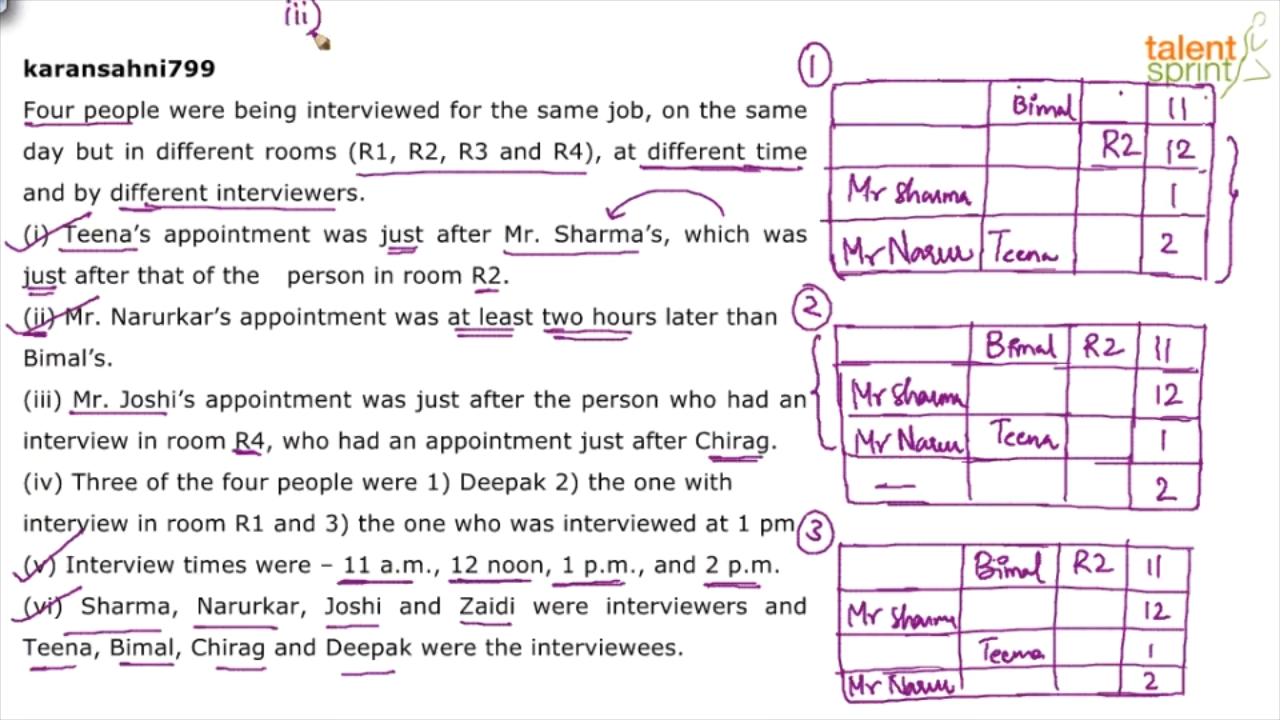 (ii)
talent
sprint
karansahni799
Four people were being interviewed for the same job, on the same
day but in different rooms (R1, R2, R3 and R4), at different time
and by different interviewers.
(i) Teena's appointment was just after Mr. Sharma's, which was
just after that of the person in room R2.
(ii) Mr. Narurkar's appointment was at least two hours later than
Bimal's.
(iii) Mr. Joshi's appointment was just after the person who had an
interview in room R4, who had an appointment just after Chirag.
(iv) Three of the four people were 1) Deepak 2) the one with
interview in room R1 and 3) the one who was interviewed at 1 pm
(v) Interview times were – 11 a.m., 12 noon, 1 p.m., and 2 p.m.
(vi) Sharma, Narurkar, Joshi and Zaidi were interviewers and
Teena, Bimal, Chirag and Deepak were the interviewees.
1
Bimal 11
R2 12
Mr Sharma 1
Mr Naru Teena 2
2
Bimal R2 11
Mr Sharma 12
Mr Naru Teena 1
— 2
3
Bimal R2 11
Mr Sharma 12
Teena 1
Mr Naru 2